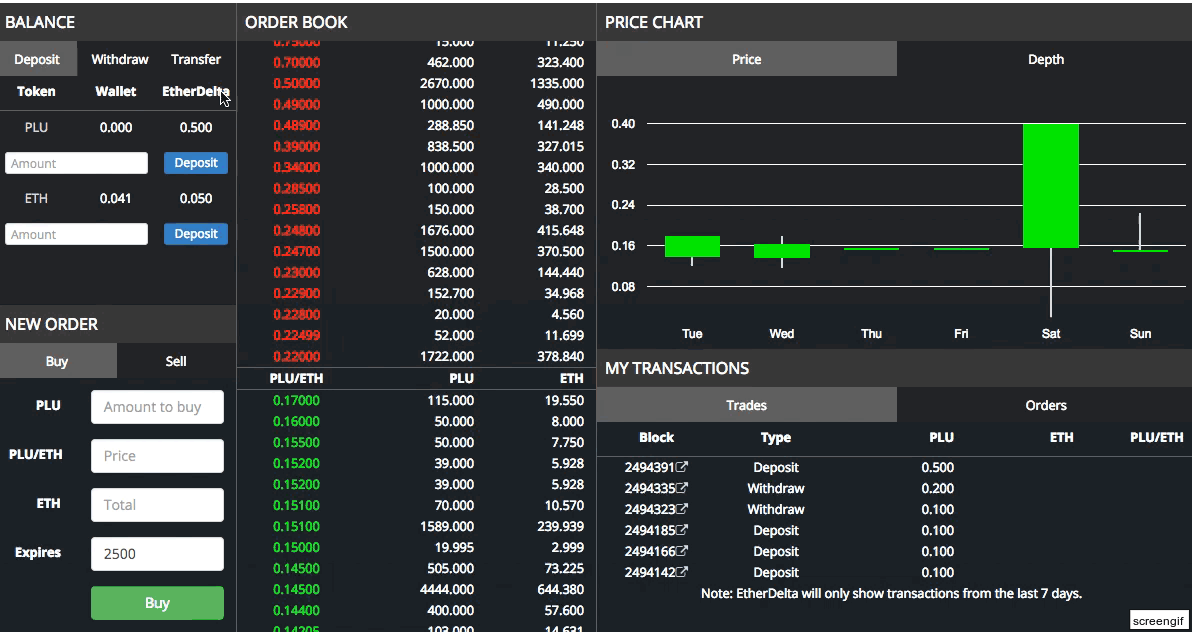 BALANCE
Deposit Withdraw Transfer
Token Wallet EtherDelta
PLU 0.000 0.500
Amount Deposit
ETH 0.041 0.050
Amount Deposit
NEW ORDER
Buy Sell
PLU Amount to buy
PLU/ETH Price
ETH Total
Expires 2500
Buy
ORDER BOOK
0.75000 15.000 11.250
0.70000 462.000 323.400
0.50000 2670.000 1335.000
0.49000 1000.000 490.000
0.48900 288.850 141.248
0.39000 838.500 327.015
0.34000 1000.000 340.000
0.28500 100.000 28.500
0.25800 150.000 38.700
0.24800 1676.000 415.648
0.24700 1500.000 370.500
0.23000 628.000 144.440
0.22900 152.700 34.968
0.22800 20.000 4.560
0.22499 52.000 11.699
0.22000 1722.000 378.840
PLU/ETH PLU ETH
0.17000 115.000 19.550
0.16000 50.000 8.000
0.15500 50.000 7.750
0.15200 39.000 5.928
0.15200 39.000 5.928
0.15100 70.000 10.570
0.15100 1589.000 239.939
0.15000 19.995 2.999
0.14500 505.000 73.225
0.14500 4444.000 644.380
0.14400 400.000 57.600
0.14205 103.000 14.631
PRICE CHART
Price Depth
0.40
0.32
0.24
0.16
0.08
Tue Wed Thu Fri Sat Sun
MY TRANSACTIONS
Trades Orders
Block Type PLU ETH PLU/ETH
2494391 Deposit 0.500
2494335 Withdraw 0.200
2494323 Withdraw 0.100
2494185 Deposit 0.100
2494166 Deposit 0.100
2494142 Deposit 0.100
Note: EtherDelta will only show transactions from the last 7 days.
screengif